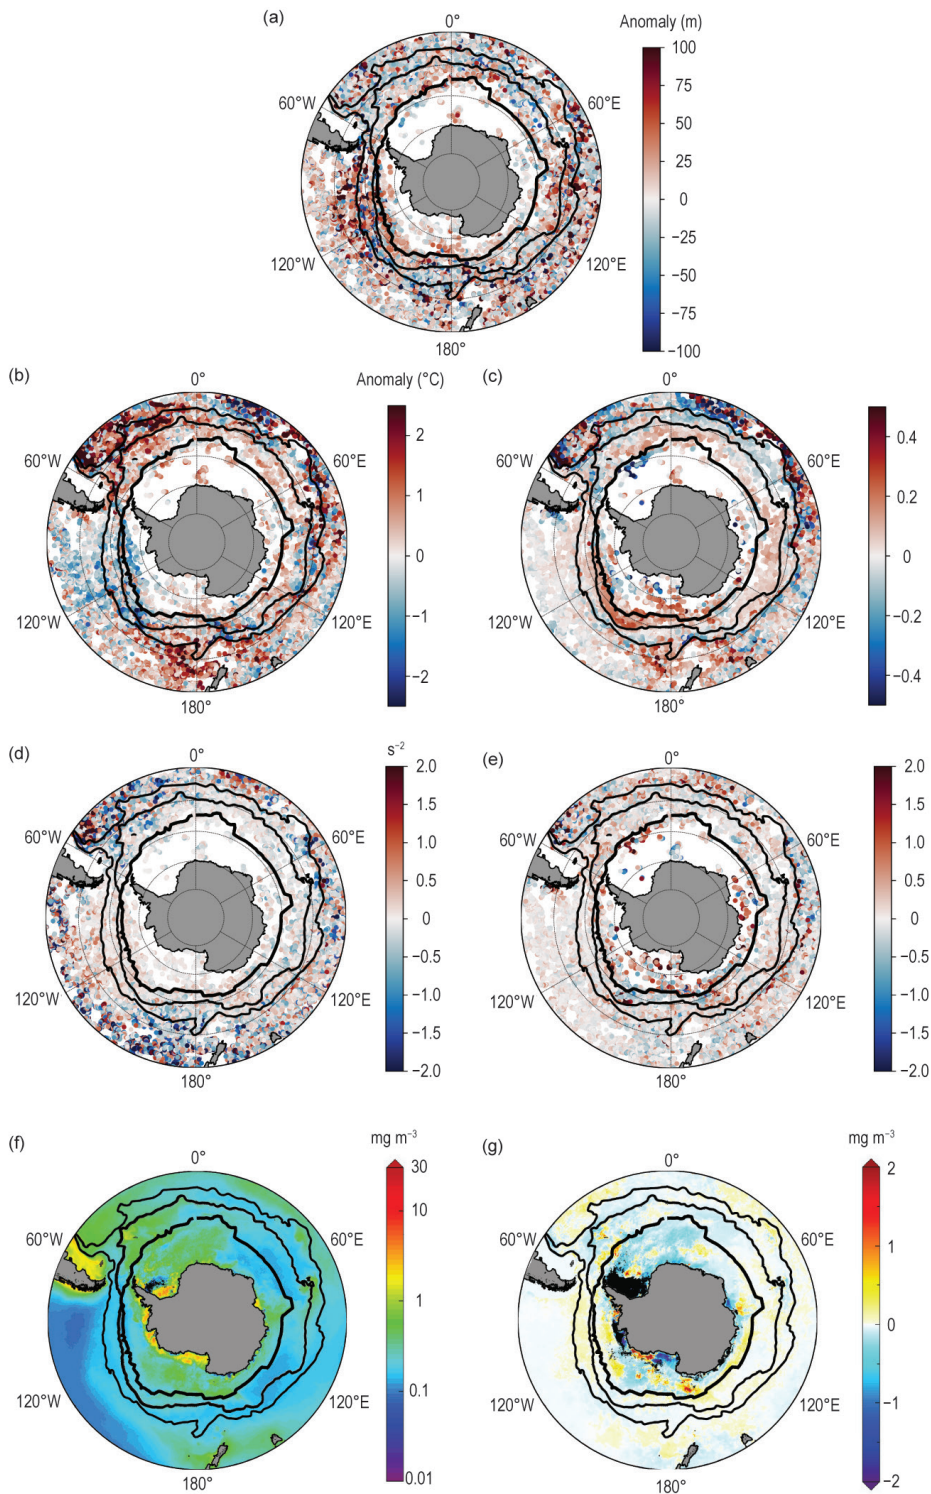 (a)
0°
Anomaly (m)
60°W
60°E
120°W
120°E
180°
100
75
50
25
0
−25
−50
−75
−100
(b)
0°
Anomaly (°C)
60°W
60°E
120°W
120°E
180°
2
1
0
−1
−2
(c)
0°
60°W
60°E
120°W
120°E
180°
0.4
0.2
0
−0.2
−0.4
(d)
0°
s⁻²
60°W
60°E
120°W
120°E
180°
2.0
1.5
1.0
0.5
0
−0.5
−1.0
−1.5
−2.0
(e)
0°
60°W
60°E
120°W
120°E
180°
2.0
1.5
1.0
0.5
0
−0.5
−1.0
−1.5
−2.0
(f)
0°
mg m⁻³
60°W
60°E
120°W
120°E
180°
30
10
1
0.1
0.01
(g)
0°
mg m⁻³
60°W
60°E
120°W
120°E
180°
2
1
0
−1
−2